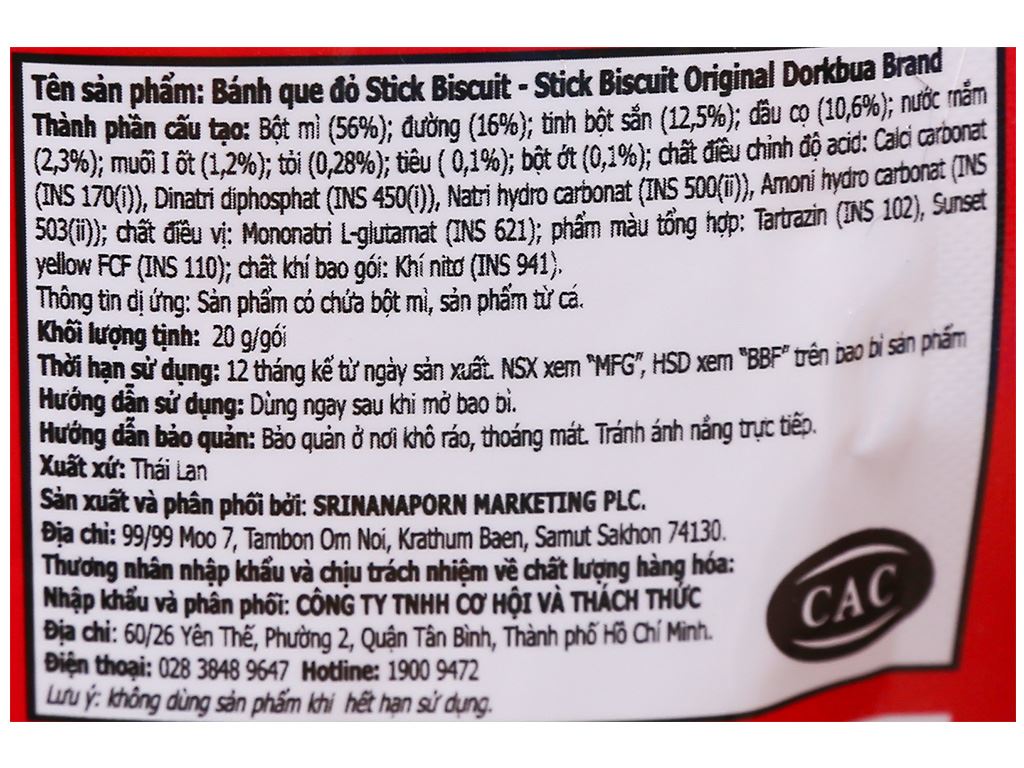 Tên sản phẩm: Bánh que đỏ Stick Biscuit - Stick Biscuit Original Dorkbua Brand
Thành phần cấu tạo: Bột mì (56%); đường (16%); tinh bột sắn (12,5%); dầu cọ (10,6%); nước mắm
(2,3%); muối I ốt (1,2%); tỏi (0,28%); tiêu ( 0,1%); bột ớt (0,1%); chất điều chỉnh độ acid: Calci carbonat
(INS 170(i)), Dinatri diphosphat (INS 450(i)), Natri hydro carbonat (INS 500(ii)), Amoni hydro carbonat (INS
503(ii)); chất điều vị: Mononatri L-glutamat (INS 621); phẩm màu tổng hợp: Tartrazin (INS 102), Sunset
yellow FCF (INS 110); chất khí bao gói: Khí nitơ (INS 941).
Thông tin dị ứng: Sản phẩm có chứa bột mì, sản phẩm từ cá.
Khối lượng tịnh: 20 g/gói
Thời hạn sử dụng: 12 tháng kể từ ngày sản xuất. NSX xem "MFG", HSD xem "BBF" trên bao bì sản phẩm
Hướng dẫn sử dụng: Dùng ngay sau khi mở bao bì.
Hướng dẫn bảo quản: Bảo quản ở nơi khô ráo, thoáng mát. Tránh ánh nắng trực tiếp.
Xuất xứ: Thái Lan
Sản xuất và phân phối bởi: SRINANAPORN MARKETING PLC.
Địa chỉ: 99/99 Moo 7, Tambon Om Noi, Krathum Baen, Samut Sakhon 74130.
Thương nhân nhập khẩu và chịu trách nhiệm về chất lượng hàng hóa:
Nhập khẩu và phân phối: CÔNG TY TNHH CƠ HỘI VÀ THÁCH THỨC
Địa chỉ: 60/26 Yên Thế, Phường 2, Quận Tân Bình, Thành phố Hồ Chí Minh.
Điện thoại: 028 3848 9647 Hotline: 1900 9472
Lưu ý: không dùng sản phẩm khi hết hạn sử dụng.
CAC